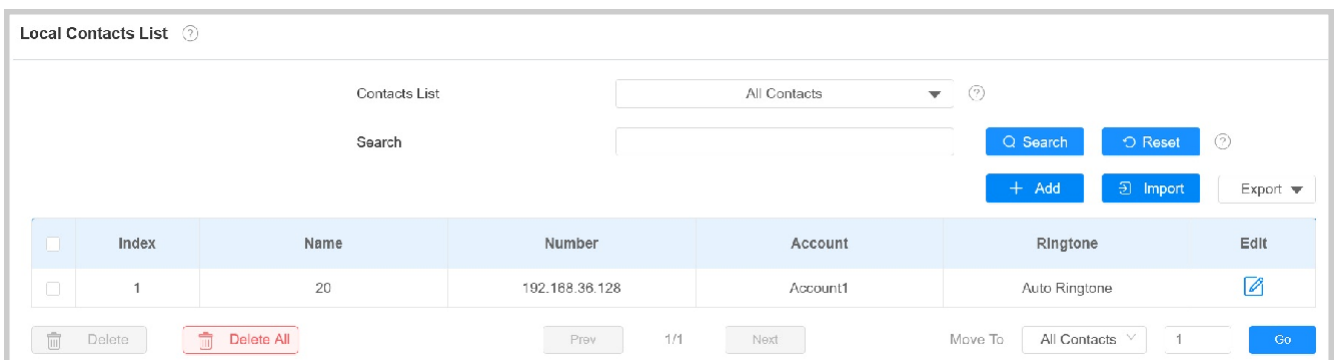 Local Contacts List ?
Contacts List All Contacts ?
Search Search Reset ?
+ Add Import Export
Index Name Number Account Ringtone Edit
1 20 192.168.36.128 Account1 Auto Ringtone
Delete Delete All Prev 1/1 Next Move To All Contacts 1 Go